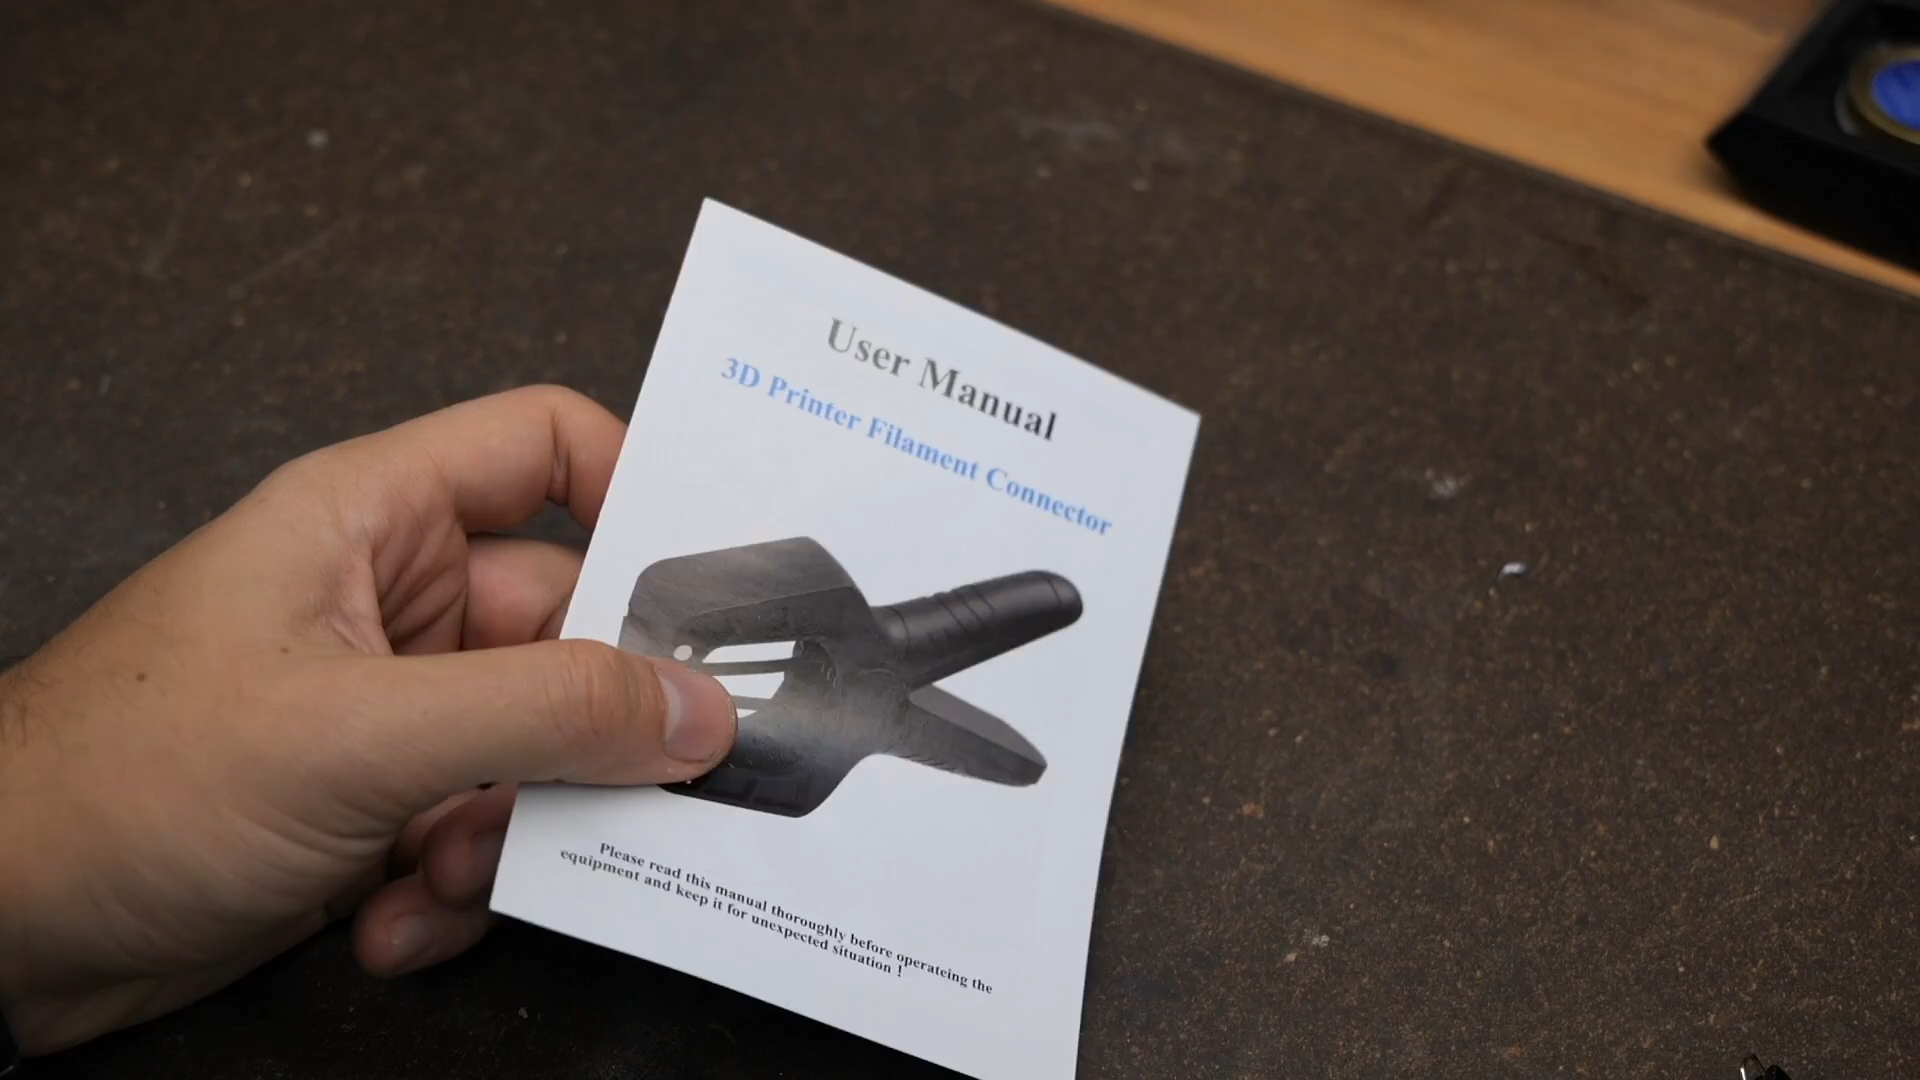 User Manual
3D Printer Filament Connector
Please read this manual thoroughly before operateing the
equipment and keep it for unexpected situation !